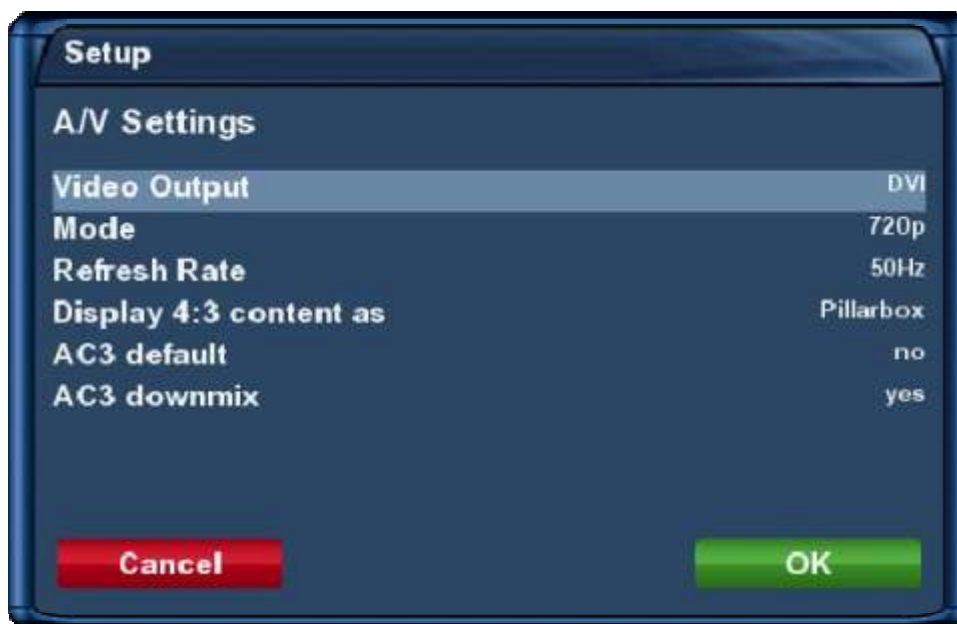 Setup
A/V Settings
Video Output DVI
Mode 720p
Refresh Rate 50Hz
Display 4:3 content as Pillarbox
AC3 default no
AC3 downmix yes
Cancel OK